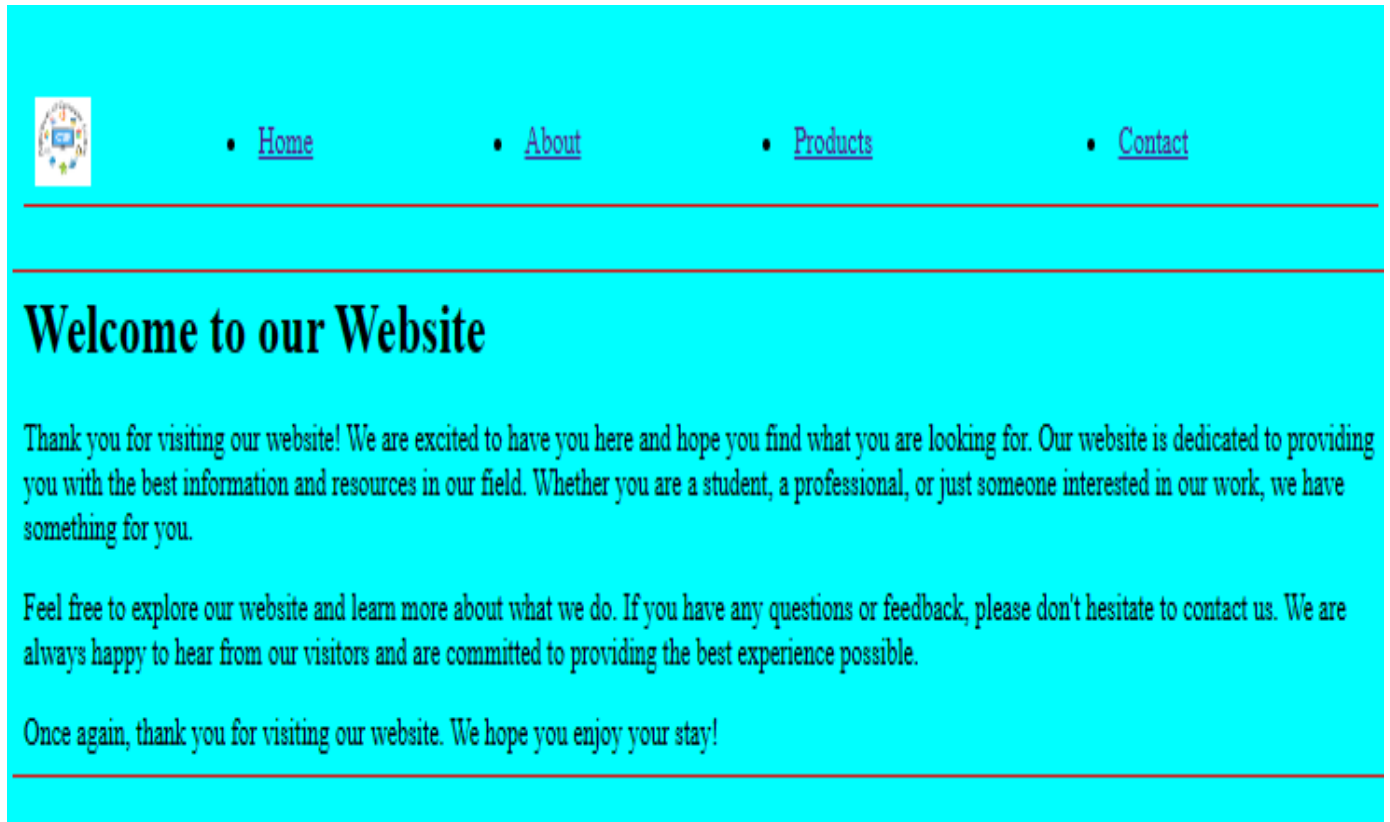 Home About Products Contact
Welcome to our Website
Thank you for visiting our website! We are excited to have you here and hope you find what you are looking for. Our website is dedicated to providing
you with the best information and resources in our field. Whether you are a student, a professional, or just someone interested in our work, we have
something for you.
Feel free to explore our website and learn more about what we do. If you have any questions or feedback, please don't hesitate to contact us. We are
always happy to hear from our visitors and are committed to providing the best experience possible.
Once again, thank you for visiting our website. We hope you enjoy your stay!